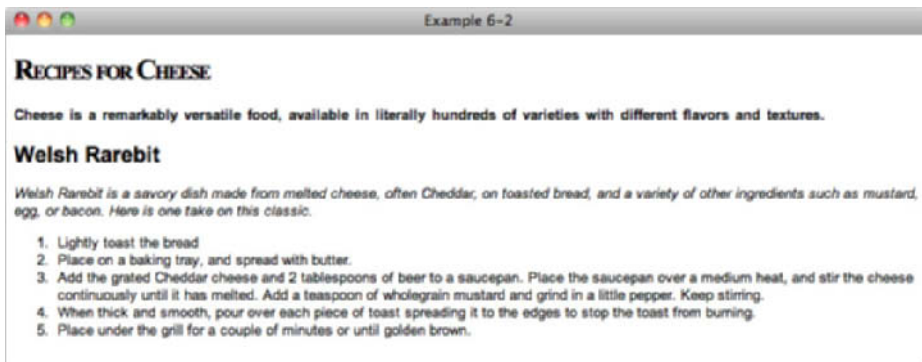 Example 6-2
Recipes for Cheese
Cheese is a remarkably versatile food, available in literally hundreds of varieties with different flavors and textures.
Welsh Rarebit
Welsh Rarebit is a savory dish made from melted cheese, often Cheddar, on toasted bread, and a variety of other ingredients such as mustard,
egg, or bacon. Here is one take on this classic.
1. Lightly toast the bread
2. Place on a baking tray, and spread with butter.
3. Add the grated Cheddar cheese and 2 tablespoons of beer to a saucepan. Place the saucepan over a medium heat, and stir the cheese
continuously until it has melted. Add a teaspoon of wholegrain mustard and grind in a little pepper. Keep stirring.
4. When thick and smooth, pour over each piece of toast spreading it to the edges to stop the toast from burning.
5. Place under the grill for a couple of minutes or until golden brown.